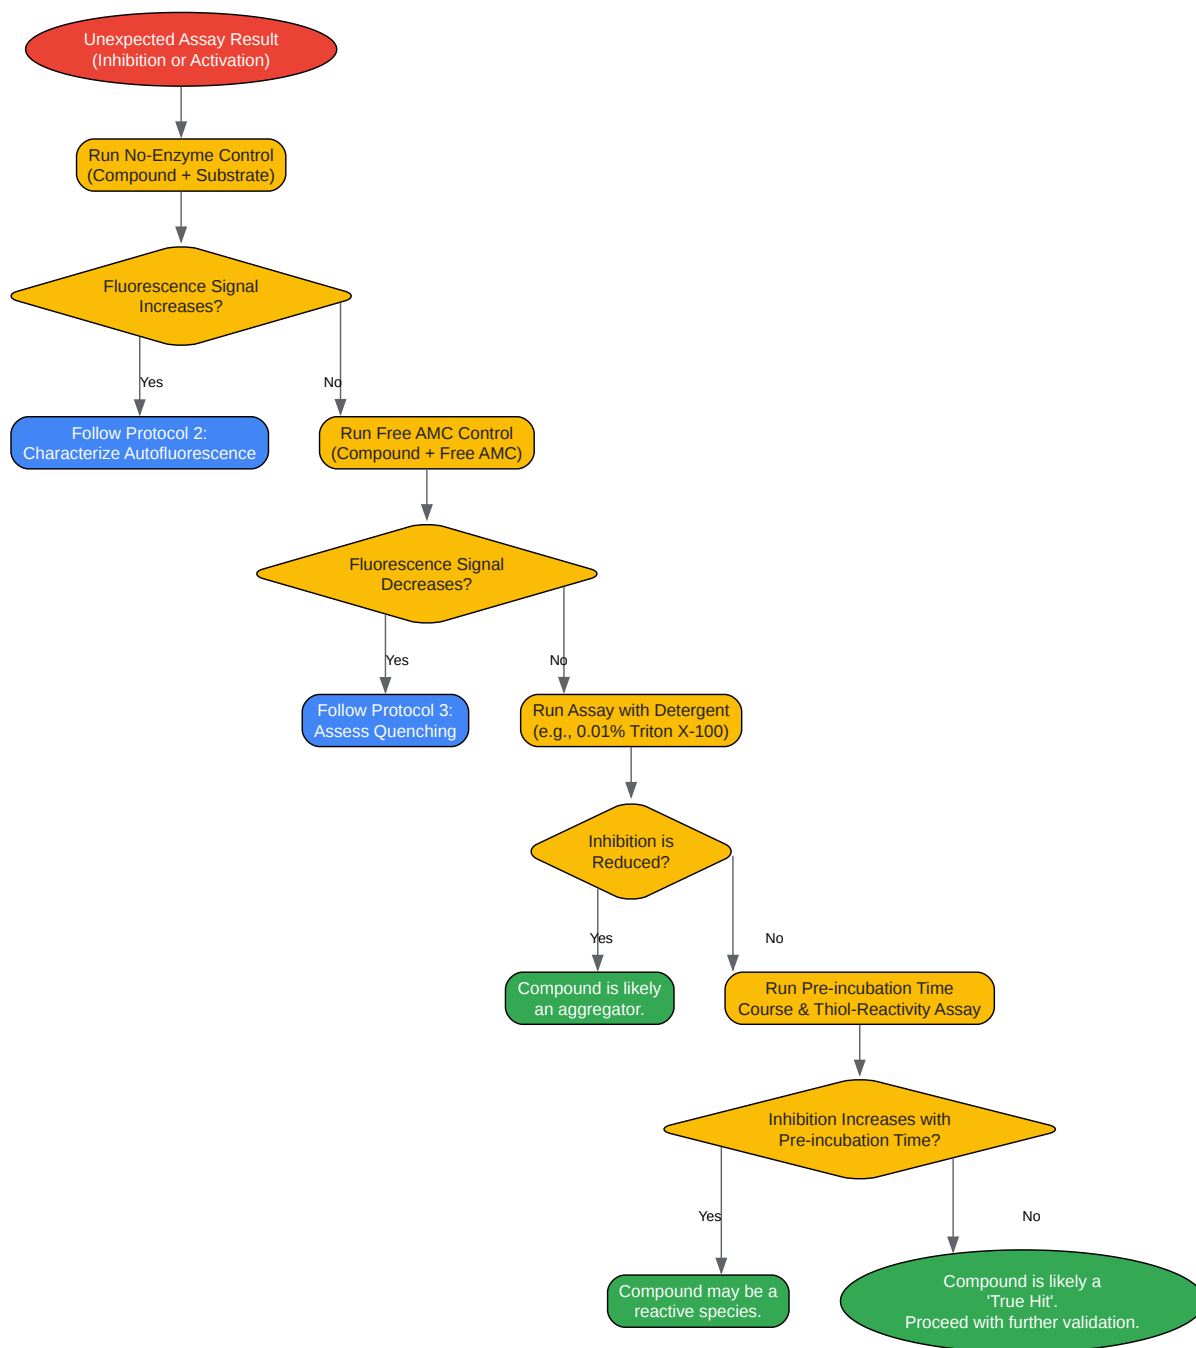 Unexpected Assay Result
(Inhibition or Activation)
Run No-Enzyme Control
(Compound + Substrate)
Fluorescence Signal
Increases?
Yes
No
Follow Protocol 2:
Characterize Autofluorescence
Run Free AMC Control
(Compound + Free AMC)
Fluorescence Signal
Decreases?
Yes
No
Follow Protocol 3:
Assess Quenching
Run Assay with Detergent
(e.g., 0.01% Triton X-100)
Inhibition is
Reduced?
Yes
No
Compound is likely
an aggregator.
Run Pre-incubation Time
Course & Thiol-Reactivity Assay
Inhibition Increases with
Pre-incubation Time?
Yes
No
Compound may be a
reactive species.
Compound is likely a
'True Hit'.
Proceed with further validation.